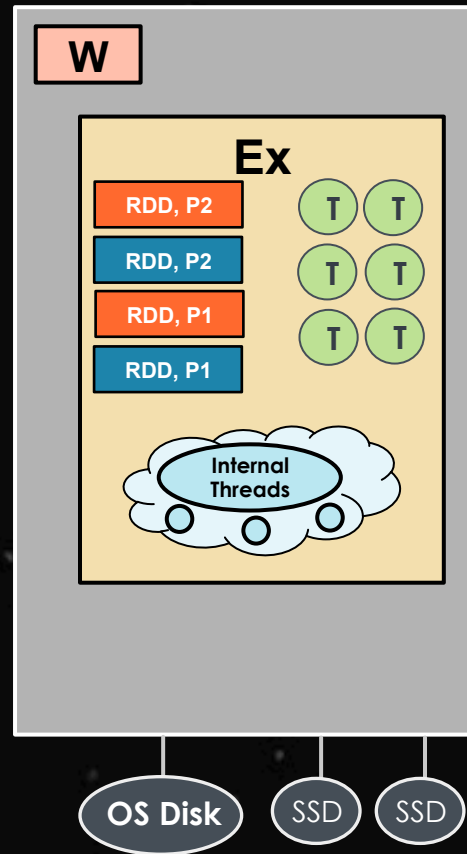 W
Ex
RDD, P2
T T
RDD, P2
T T
RDD, P1
T T
RDD, P1
Internal
Threads
OS Disk
SSD
SSD